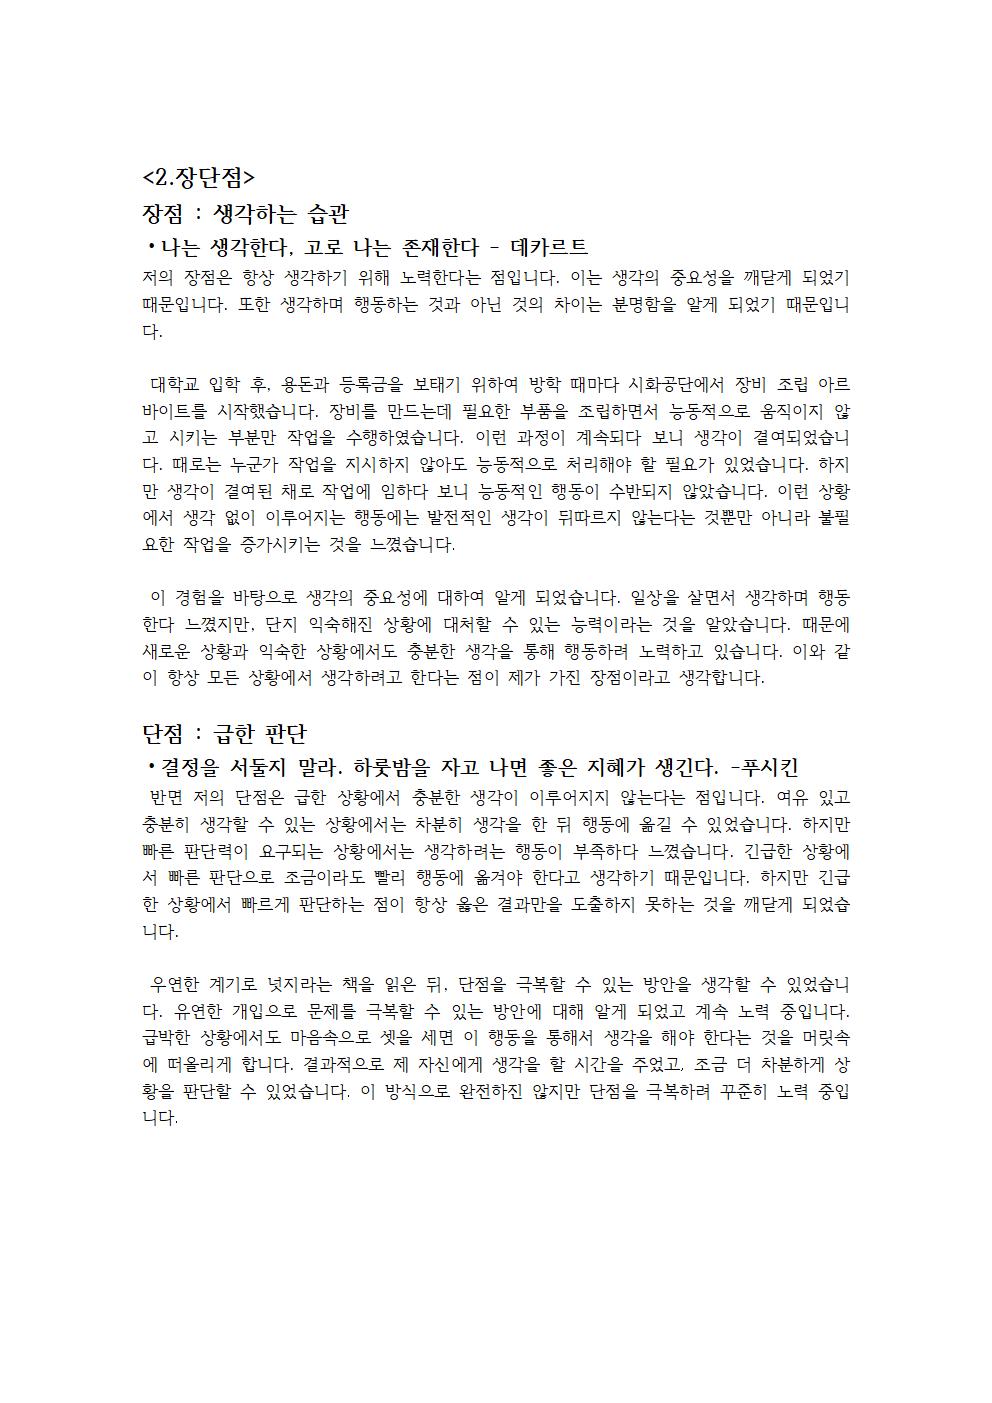 <2.장단점>
장점 : 생각하는 습관
•나는 생각한다, 고로 나는 존재한다 - 데카르트
저의 장점은 항상 생각하기 위해 노력한다는 점입니다. 이는 생각의 중요성을 깨닫게 되었기
때문입니다. 또한 생각하며 행동하는 것과 아닌 것의 차이는 분명함을 알게 되었기 때문입니
다.
대학교 입학 후, 용돈과 등록금을 보태기 위하여 방학 때마다 시화공단에서 장비 조립 아르
바이트를 시작했습니다. 장비를 만드는데 필요한 부품을 조립하면서 능동적으로 움직이지 않
고 시키는 부분만 작업을 수행하였습니다. 이런 과정이 계속되다 보니 생각이 결여되었습니
다. 때로는 누군가 작업을 지시하지 않아도 능동적으로 처리해야 할 필요가 있었습니다. 하지
만 생각이 결여된 채로 작업에 임하다 보니 능동적인 행동이 수반되지 않았습니다. 이런 상황
에서 생각 없이 이루어지는 행동에는 발전적인 생각이 뒤따르지 않는다는 것뿐만 아니라 불필
요한 작업을 증가시키는 것을 느꼈습니다.
이 경험을 바탕으로 생각의 중요성에 대하여 알게 되었습니다. 일상을 살면서 생각하며 행동
한다 느꼈지만, 단지 익숙해진 상황에 대처할 수 있는 능력이라는 것을 알았습니다. 때문에
새로운 상황과 익숙한 상황에서도 충분한 생각을 통해 행동하려 노력하고 있습니다. 이와 같
이 항상 모든 상황에서 생각하려고 한다는 점이 제가 가진 장점이라고 생각합니다.
단점 : 급한 판단
•결정을 서둘지 말라. 하룻밤을 자고 나면 좋은 지혜가 생긴다. -푸시킨
반면 저의 단점은 급한 상황에서 충분한 생각이 이루어지지 않는다는 점입니다. 여유 있고
충분히 생각할 수 있는 상황에서는 차분히 생각을 한 뒤 행동에 옮길 수 있었습니다. 하지만
빠른 판단력이 요구되는 상황에서는 생각하려는 행동이 부족하다 느꼈습니다. 긴급한 상황에
서 빠른 판단으로 조금이라도 빨리 행동에 옮겨야 한다고 생각하기 때문입니다. 하지만 긴급
한 상황에서 빠르게 판단하는 점이 항상 옳은 결과만을 도출하지 못하는 것을 깨닫게 되었습
니다.
우연한 계기로 넛지라는 책을 읽은 뒤, 단점을 극복할 수 있는 방안을 생각할 수 있었습니
다. 유연한 개입으로 문제를 극복할 수 있는 방안에 대해 알게 되었고 계속 노력 중입니다.
급박한 상황에서도 마음속으로 셋을 세면 이 행동을 통해서 생각을 해야 한다는 것을 머릿속
에 떠올리게 합니다. 결과적으로 제 자신에게 생각을 할 시간을 주었고, 조금 더 차분하게 상
황을 판단할 수 있었습니다. 이 방식으로 완전하진 않지만 단점을 극복하려 꾸준히 노력 중입
니다.